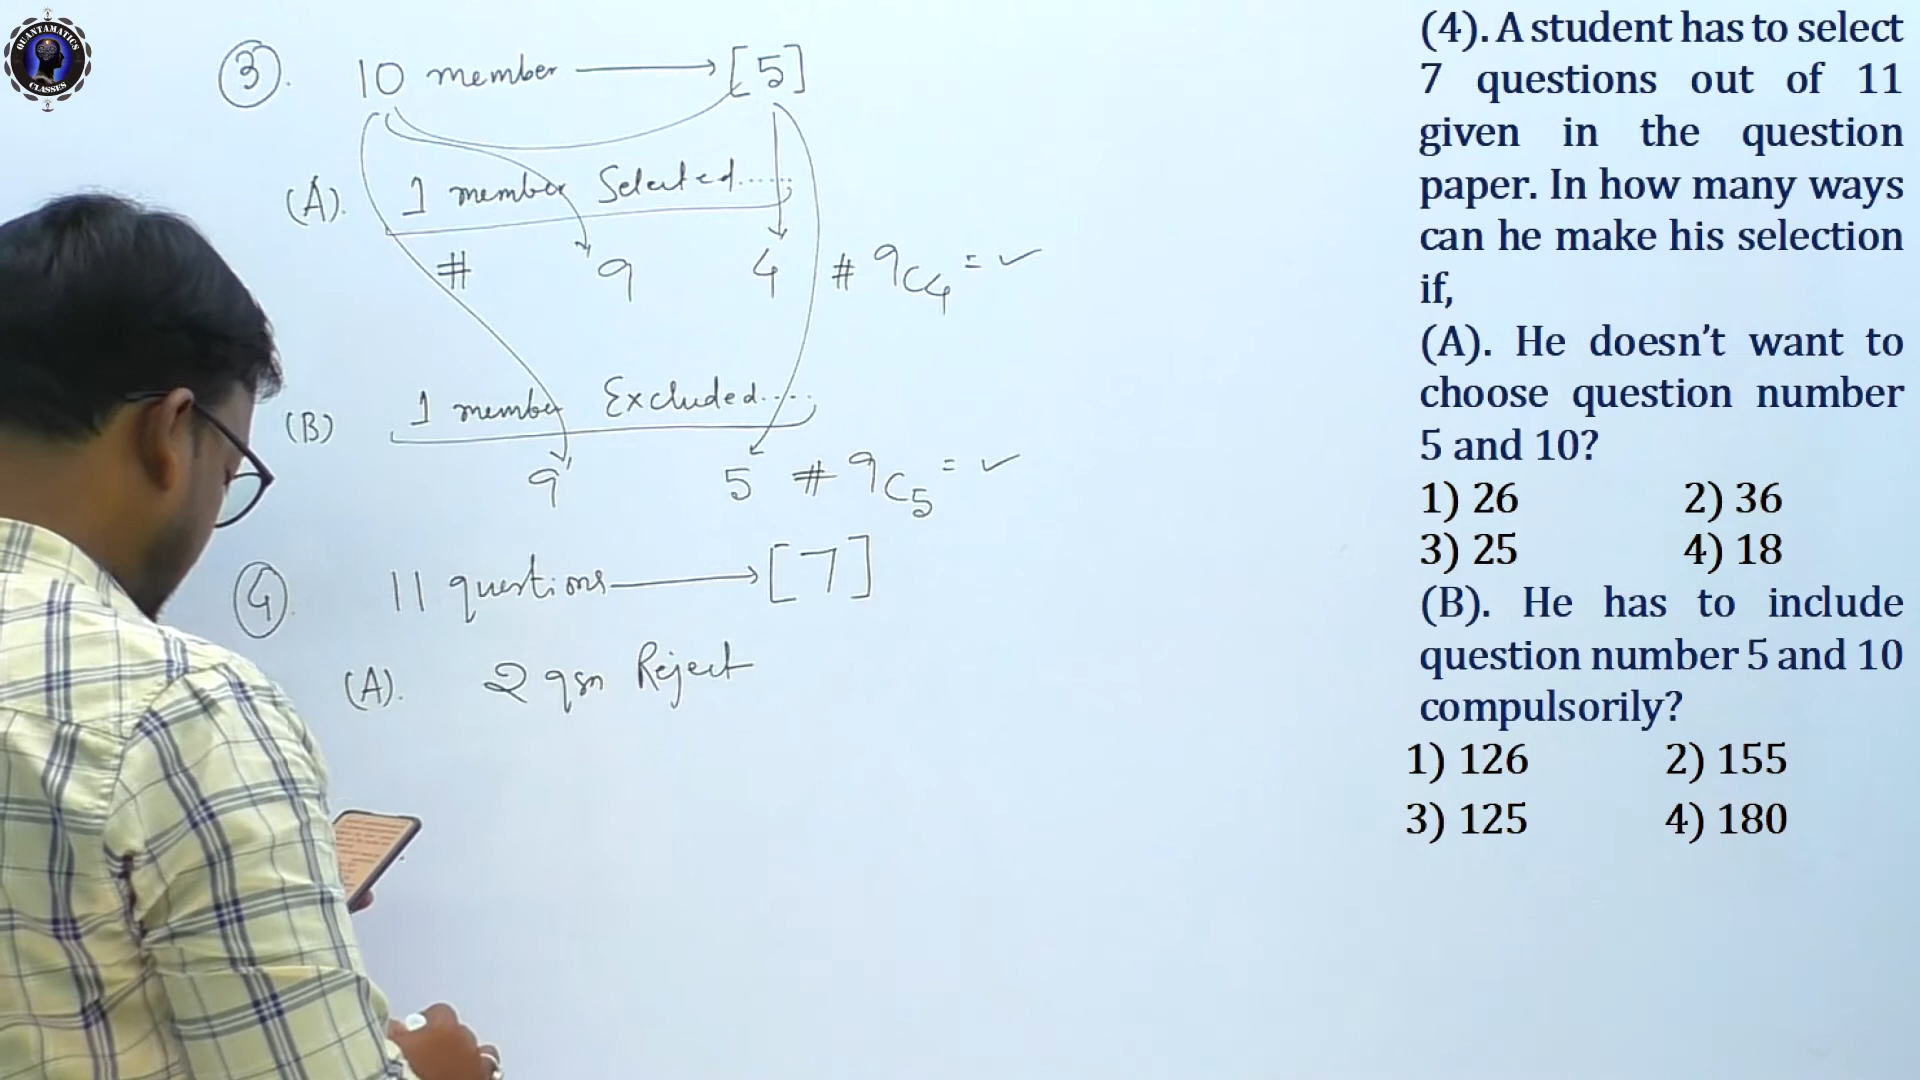 QUANTAMATICS
CLASSES
(3). 10 member → [5]
(A). 1 member Selected......
# 9 4 # 9C4 = ✓
(B) 1 member Excluded.....
9 5 # 9C5 = ✓
(4). 11 questions → [7]
(A). 2 qsn Reject
(4). A student has to select
7 questions out of 11
given in the question
paper. In how many ways
can he make his selection
if,
(A). He doesn't want to
choose question number
5 and 10?
1) 26 2) 36
3) 25 4) 18
(B). He has to include
question number 5 and 10
compulsorily?
1) 126 2) 155
3) 125 4) 180